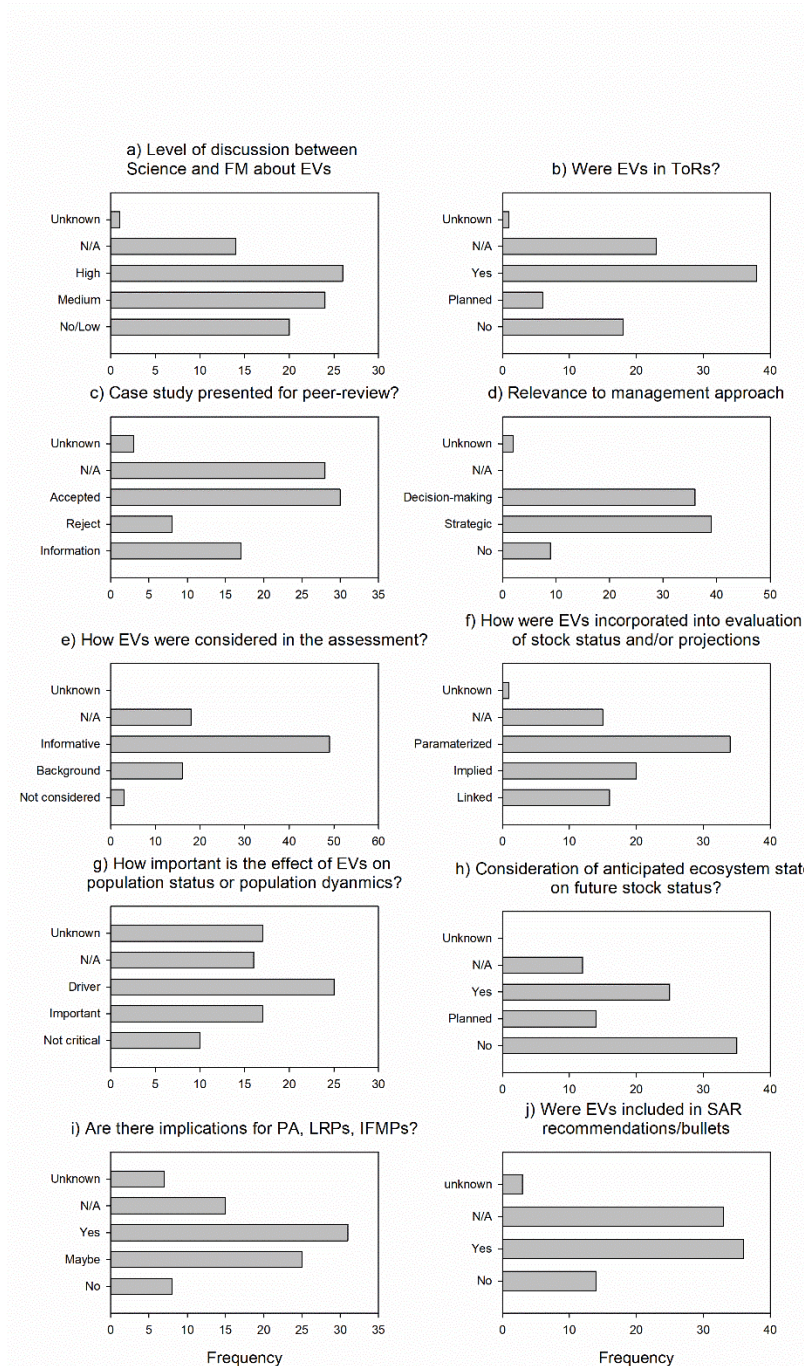 a) Level of discussion between
Science and FM about EVs
Unknown
N/A
High
Medium
No/Low
0 5 10 15 20 25 30
b) Were EVs in ToRs?
Unknown
N/A
Yes
Planned
No
0 10 20 30 40
c) Case study presented for peer-review?
Unknown
N/A
Accepted
Reject
Information
0 5 10 15 20 25 30 35
d) Relevance to management approach
Unknown
N/A
Decision-making
Strategic
No
0 10 20 30 40 50
e) How EVs were considered in the assessment?
Unknown
N/A
Informative
Background
Not considered
0 10 20 30 40 50 60
f) How were EVs incorporated into evaluation
of stock status and/or projections
Unknown
N/A
Paramaterized
Implied
Linked
0 10 20 30 40
g) How important is the effect of EVs on
population status or population dyanmics?
Unknown
N/A
Driver
Important
Not critical
0 5 10 15 20 25 30
h) Consideration of anticipated ecosystem state
on future stock status?
Unknown
N/A
Yes
Planned
No
0 10 20 30 40
i) Are there implications for PA, LRPs, IFMPs?
Unknown
N/A
Yes
Maybe
No
0 5 10 15 20 25 30 35
Frequency
j) Were EVs included in SAR
recommendations/bullets
unknown
N/A
Yes
No
0 10 20 30 40
Frequency